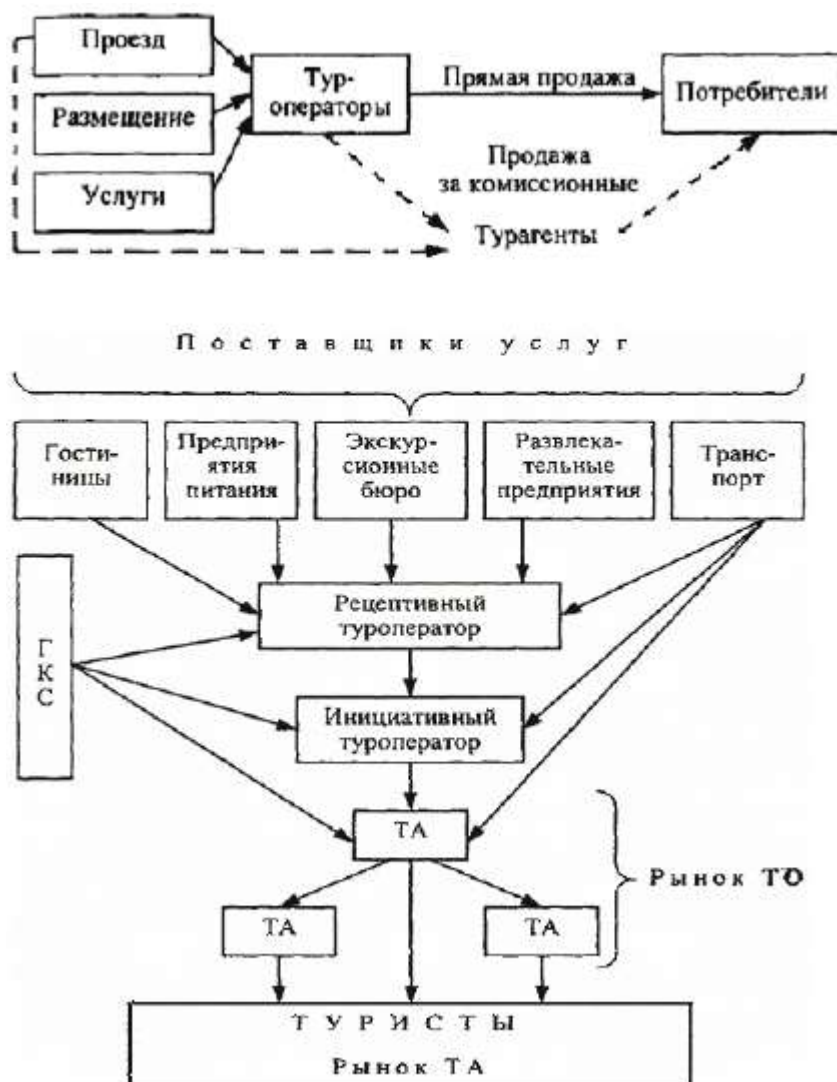 Проезд
Размещение
Услуги
Тур-
операторы
Прямая продажа
Потребители
Продажа
за комиссионные
Турагенты
Поставщики услуг
Гости-
ницы
Предпри-
ятия
питания
Экскур-
сионные
бюро
Развлека-
тельные
предприятия
Транс-
порт
ГКС
Рецептивный
туроператор
Инициативный
туроператор
ТА
Рынок ТО
ТА
ТА
ТУРИСТЫ
Рынок ТА